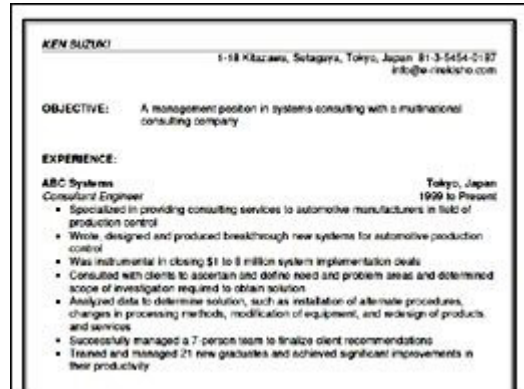 KEN SUZUKI
1-18 Kitazawa, Setagaya, Tokyo, Japan 81-3-5454-0197
info@e-rirekisho.com
OBJECTIVE: A management position in systems consulting with a multinational
consulting company
EXPERIENCE:
ABC Systems Tokyo, Japan
Consultant Engineer 1999 to Present
• Specialized in providing consulting services to automotive manufacturers in field of
production control
• Wrote, designed and produced breakthrough new systems for automotive production
control
• Was instrumental in closing $1 to 8 million system implementation deals
• Consulted with clients to ascertain and define need and problem areas and determined
scope of investigation required to obtain solution
• Analyzed data to determine solution, such as installation of alternate procedures,
changes in processing methods, modification of equipment, and redesign of products
and services
• Successfully managed a 7-person team to finalize client recommendations
• Trained and managed 21 new graduates and achieved significant improvements in
their productivity